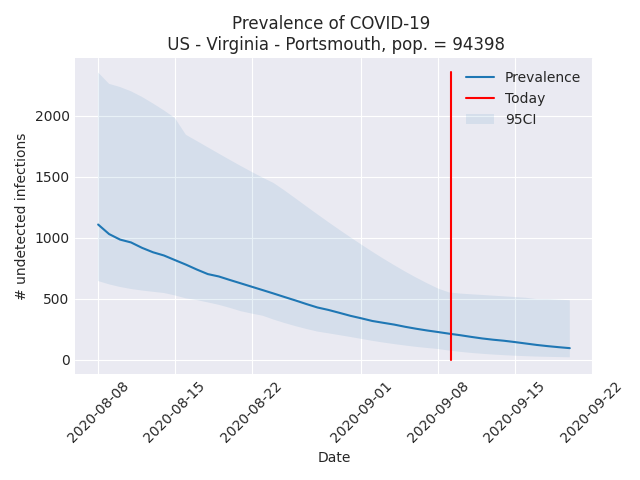 Prevalence of COVID-19
US - Virginia - Portsmouth, pop. = 94398
Prevalence
Today
95CI
2000
1500
1000
500
0
# undetected infections
2020-08-08
2020-08-15
2020-08-22
2020-09-01
2020-09-08
2020-09-15
2020-09-22
Date